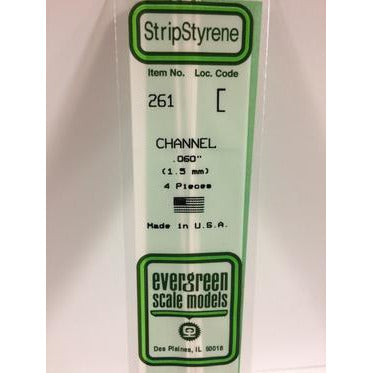 StripStyrene
Item No. Loc. Code
261 [
CHANNEL
.060"
(1.5 mm)
4 Pieces
Made in U.S.A.
evergreen
scale models
Des Plaines, IL 60018